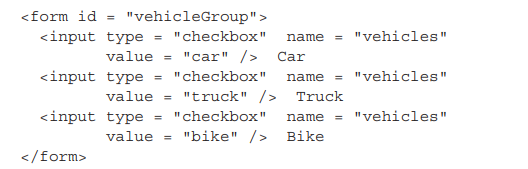 <form id = "vehicleGroup">
  <input type = "checkbox"  name = "vehicles"
         value = "car" />  Car
  <input type = "checkbox"  name = "vehicles"
         value = "truck" />  Truck
  <input type = "checkbox"  name = "vehicles"
         value = "bike" />  Bike
</form>